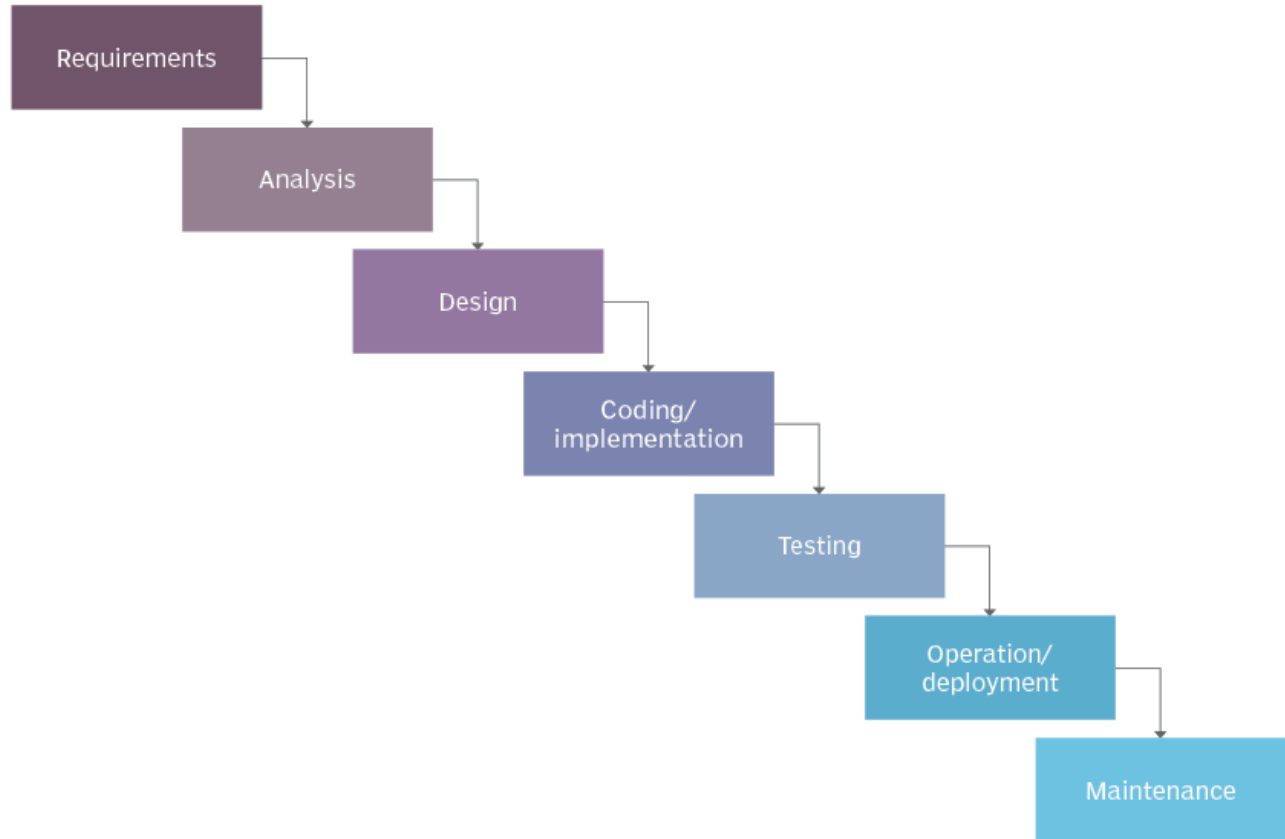 Requirements
Analysis
Design
Coding/
implementation
Testing
Operation/
deployment
Maintenance